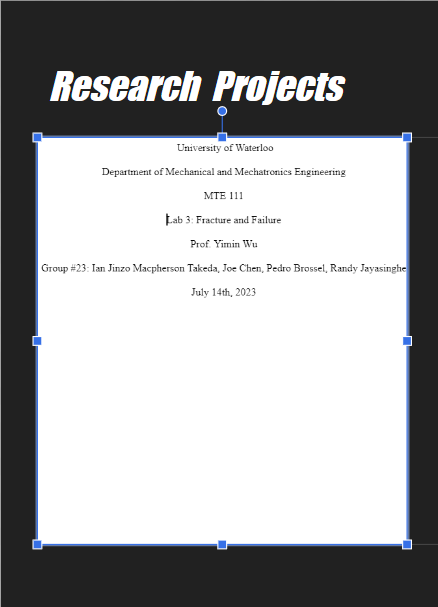 Research Projects
University of Waterloo
Department of Mechanical and Mechatronics Engineering
MTE 111
Lab 3: Fracture and Failure
Prof. Yimin Wu
Group #23: Ian Jinzo Macpherson Takeda, Joe Chen, Pedro Brossel, Randy Jayasinghe
July 14th, 2023